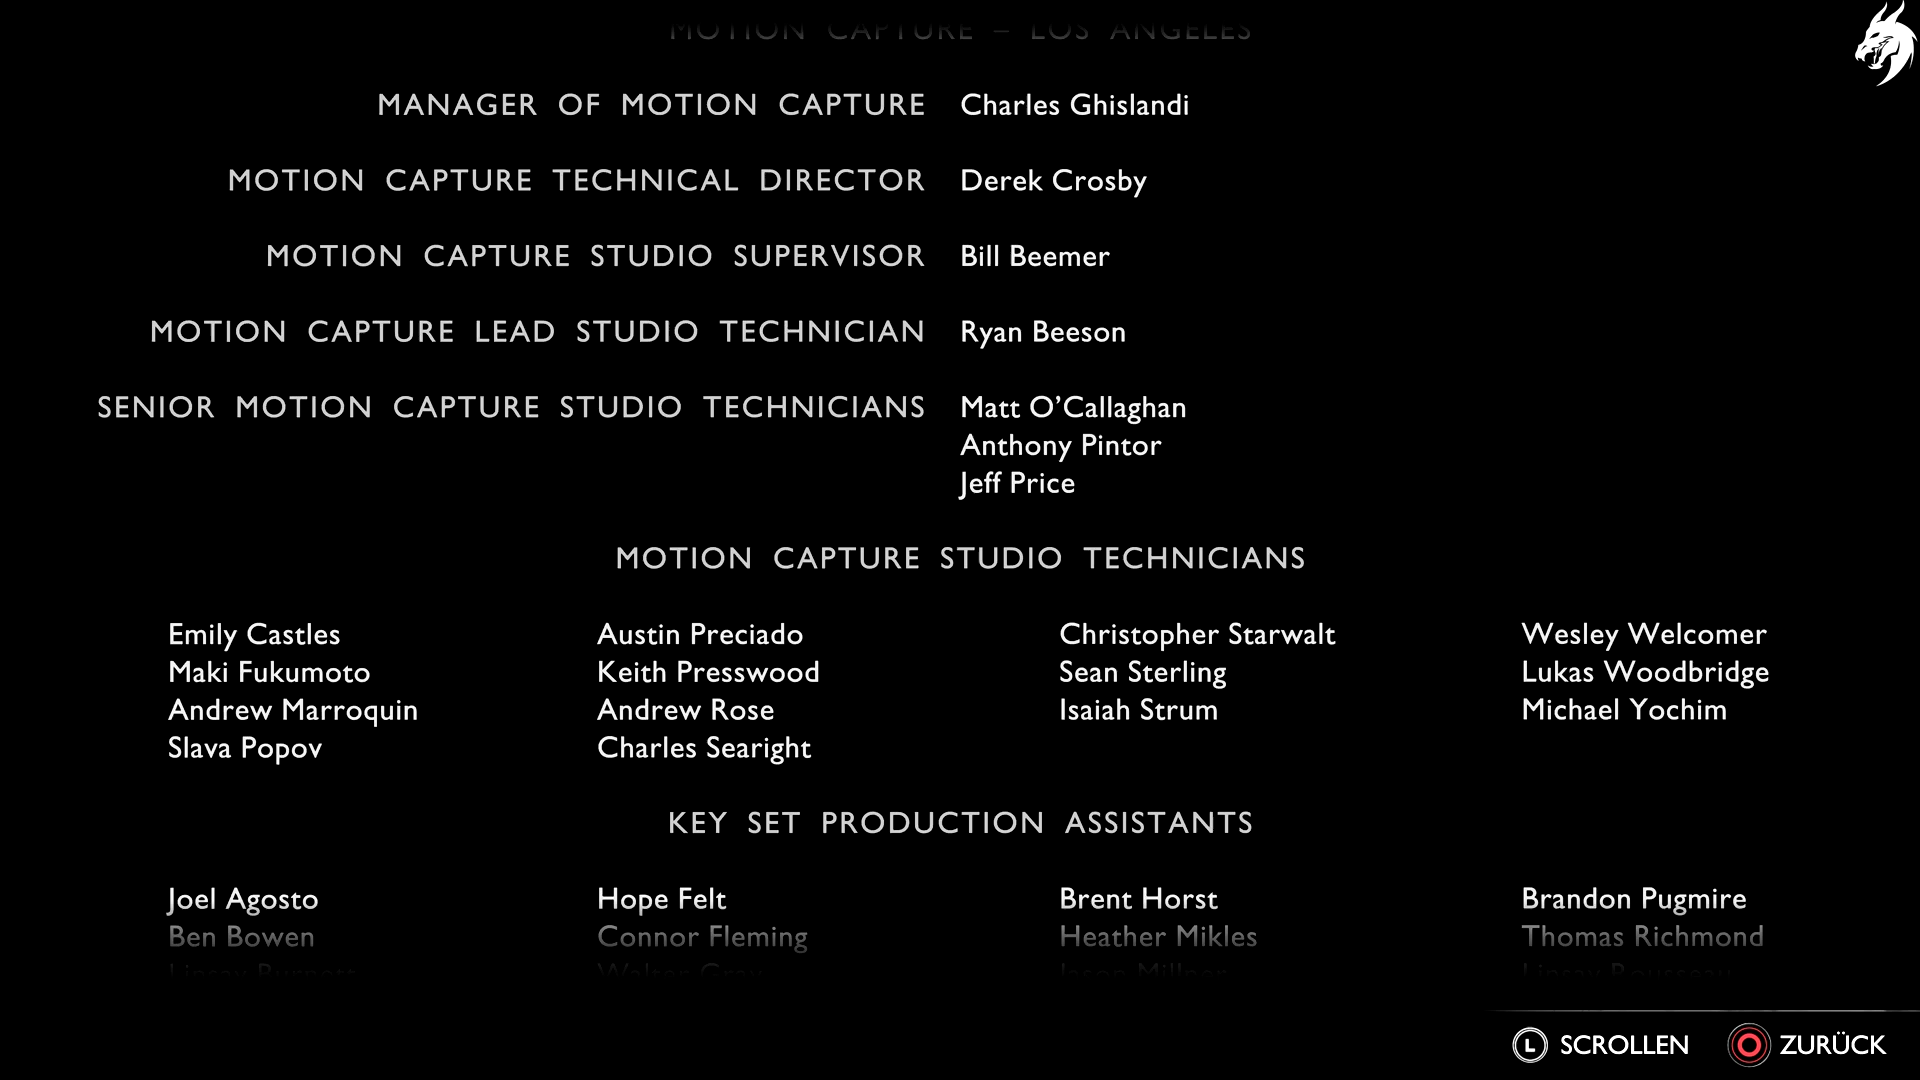 MOTION CAPTURE – LOS ANGELES
MANAGER OF MOTION CAPTURE Charles Ghislandi
MOTION CAPTURE TECHNICAL DIRECTOR Derek Crosby
MOTION CAPTURE STUDIO SUPERVISOR Bill Beemer
MOTION CAPTURE LEAD STUDIO TECHNICIAN Ryan Beeson
SENIOR MOTION CAPTURE STUDIO TECHNICIANS Matt O’Callaghan
Anthony Pintor
Jeff Price
MOTION CAPTURE STUDIO TECHNICIANS
Emily Castles Austin Preciado Christopher Starwalt Wesley Welcomer
Maki Fukumoto Keith Presswood Sean Sterling Lukas Woodbridge
Andrew Marroquin Andrew Rose Isaiah Strum Michael Yochim
Slava Popov Charles Searight
KEY SET PRODUCTION ASSISTANTS
Joel Agosto Hope Felt Brent Horst Brandon Pugmire
Ben Bowen Connor Fleming Heather Mikles Thomas Richmond
L SCROLLEN ZURÜCK